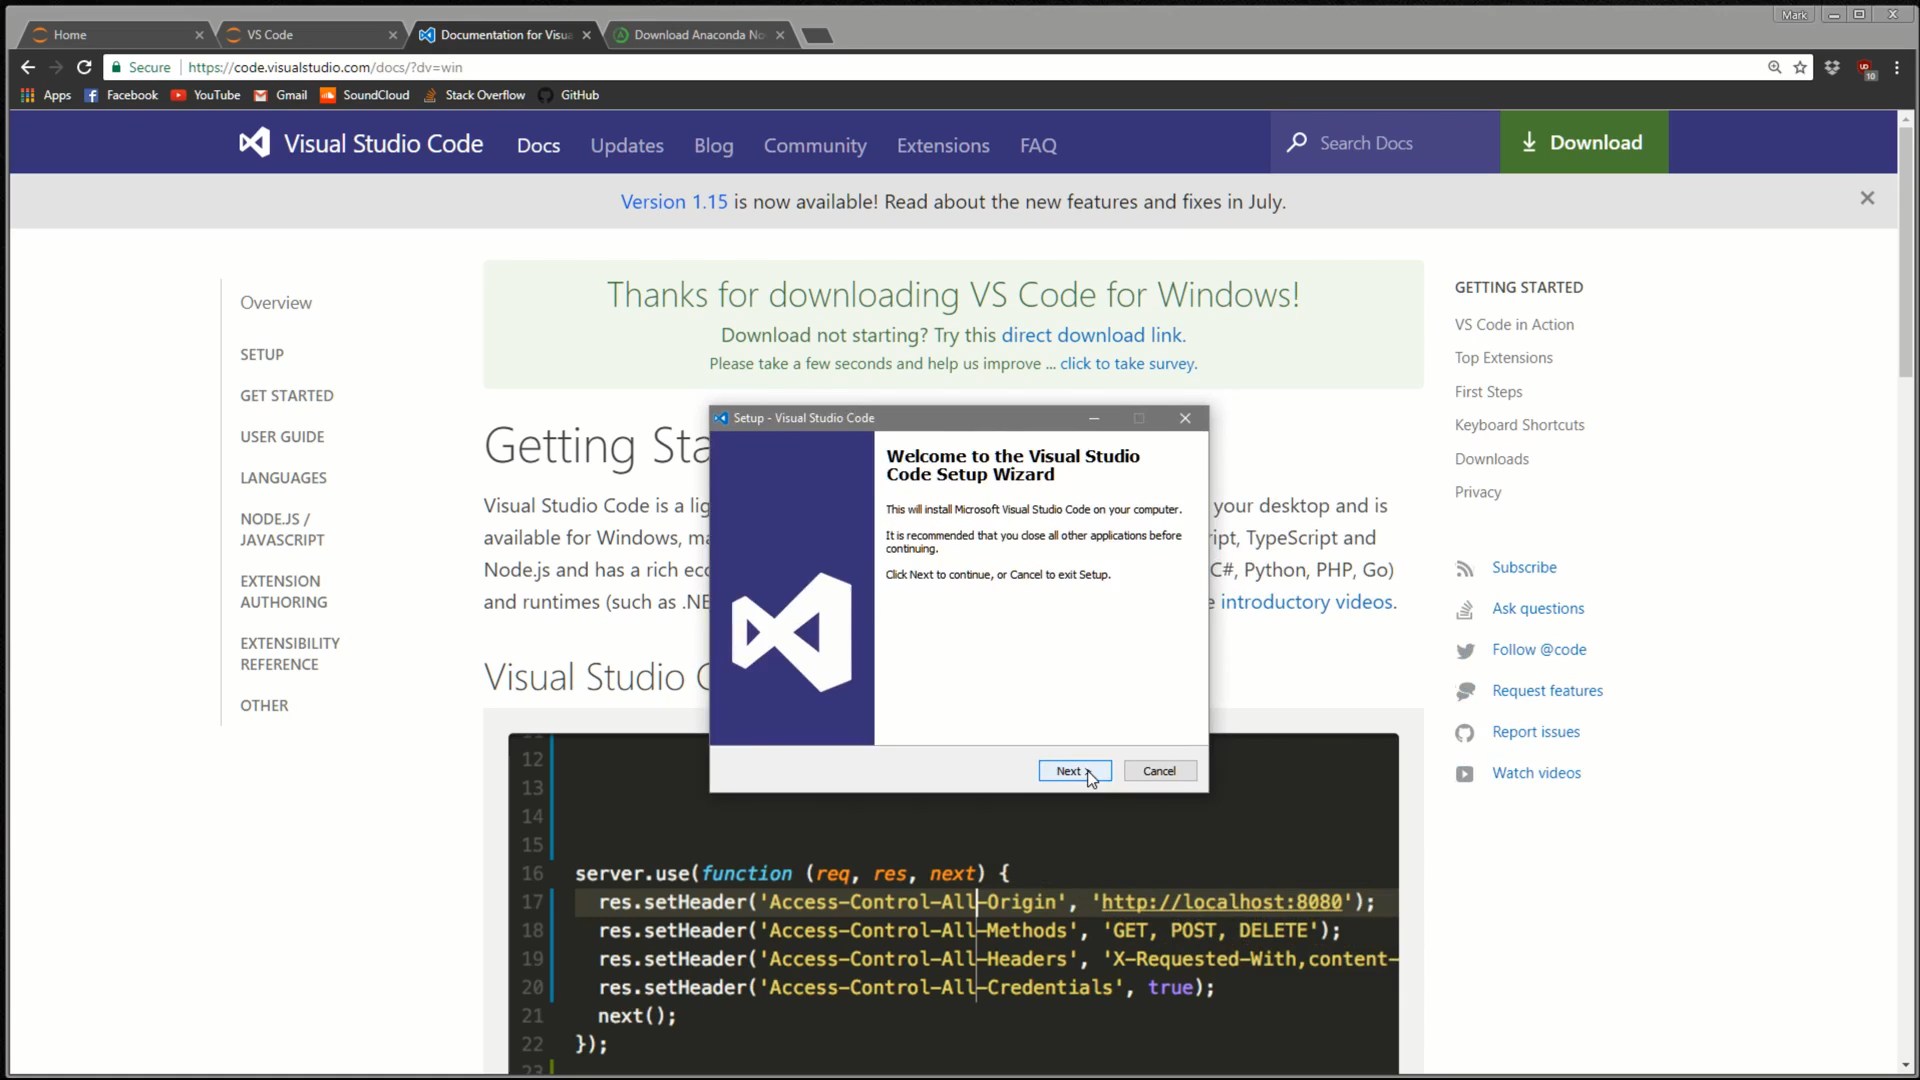 Mark
Home
VS Code
Documentation for Visua
Download Anaconda No
Secure
https://code.visualstudio.com/docs/?dv=win
Apps
Facebook
YouTube
Gmail
SoundCloud
Stack Overflow
GitHub
10
Visual Studio Code
Docs
Updates
Blog
Community
Extensions
FAQ
Search Docs
Download
Version 1.15 is now available! Read about the new features and fixes in July.
Overview
SETUP
GET STARTED
USER GUIDE
LANGUAGES
NODE.JS /
JAVASCRIPT
EXTENSION
AUTHORING
EXTENSIBILITY
REFERENCE
OTHER
Thanks for downloading VS Code for Windows!
Download not starting? Try this direct download link.
Please take a few seconds and help us improve ... click to take survey.
Getting Sta
Visual Studio Code is a lig
your desktop and is
available for Windows, ma
ript, TypeScript and
Node.js and has a rich eco
C#, Python, PHP, Go)
and runtimes (such as .NE
e introductory videos.
Visual Studio C
Setup - Visual Studio Code
Welcome to the Visual Studio
Code Setup Wizard
This will install Microsoft Visual Studio Code on your computer.
It is recommended that you close all other applications before
continuing.
Click Next to continue, or Cancel to exit Setup.
Next >
Cancel
12
13
14
15
16 server.use(function (req, res, next) {
17 res.setHeader('Access-Control-All-Origin', 'http://localhost:8080');
18 res.setHeader('Access-Control-All-Methods', 'GET, POST, DELETE');
19 res.setHeader('Access-Control-All-Headers', 'X-Requested-With,content-
20 res.setHeader('Access-Control-All-Credentials', true);
21 next();
22 });
23
GETTING STARTED
VS Code in Action
Top Extensions
First Steps
Keyboard Shortcuts
Downloads
Privacy
Subscribe
Ask questions
Follow @code
Request features
Report issues
Watch videos